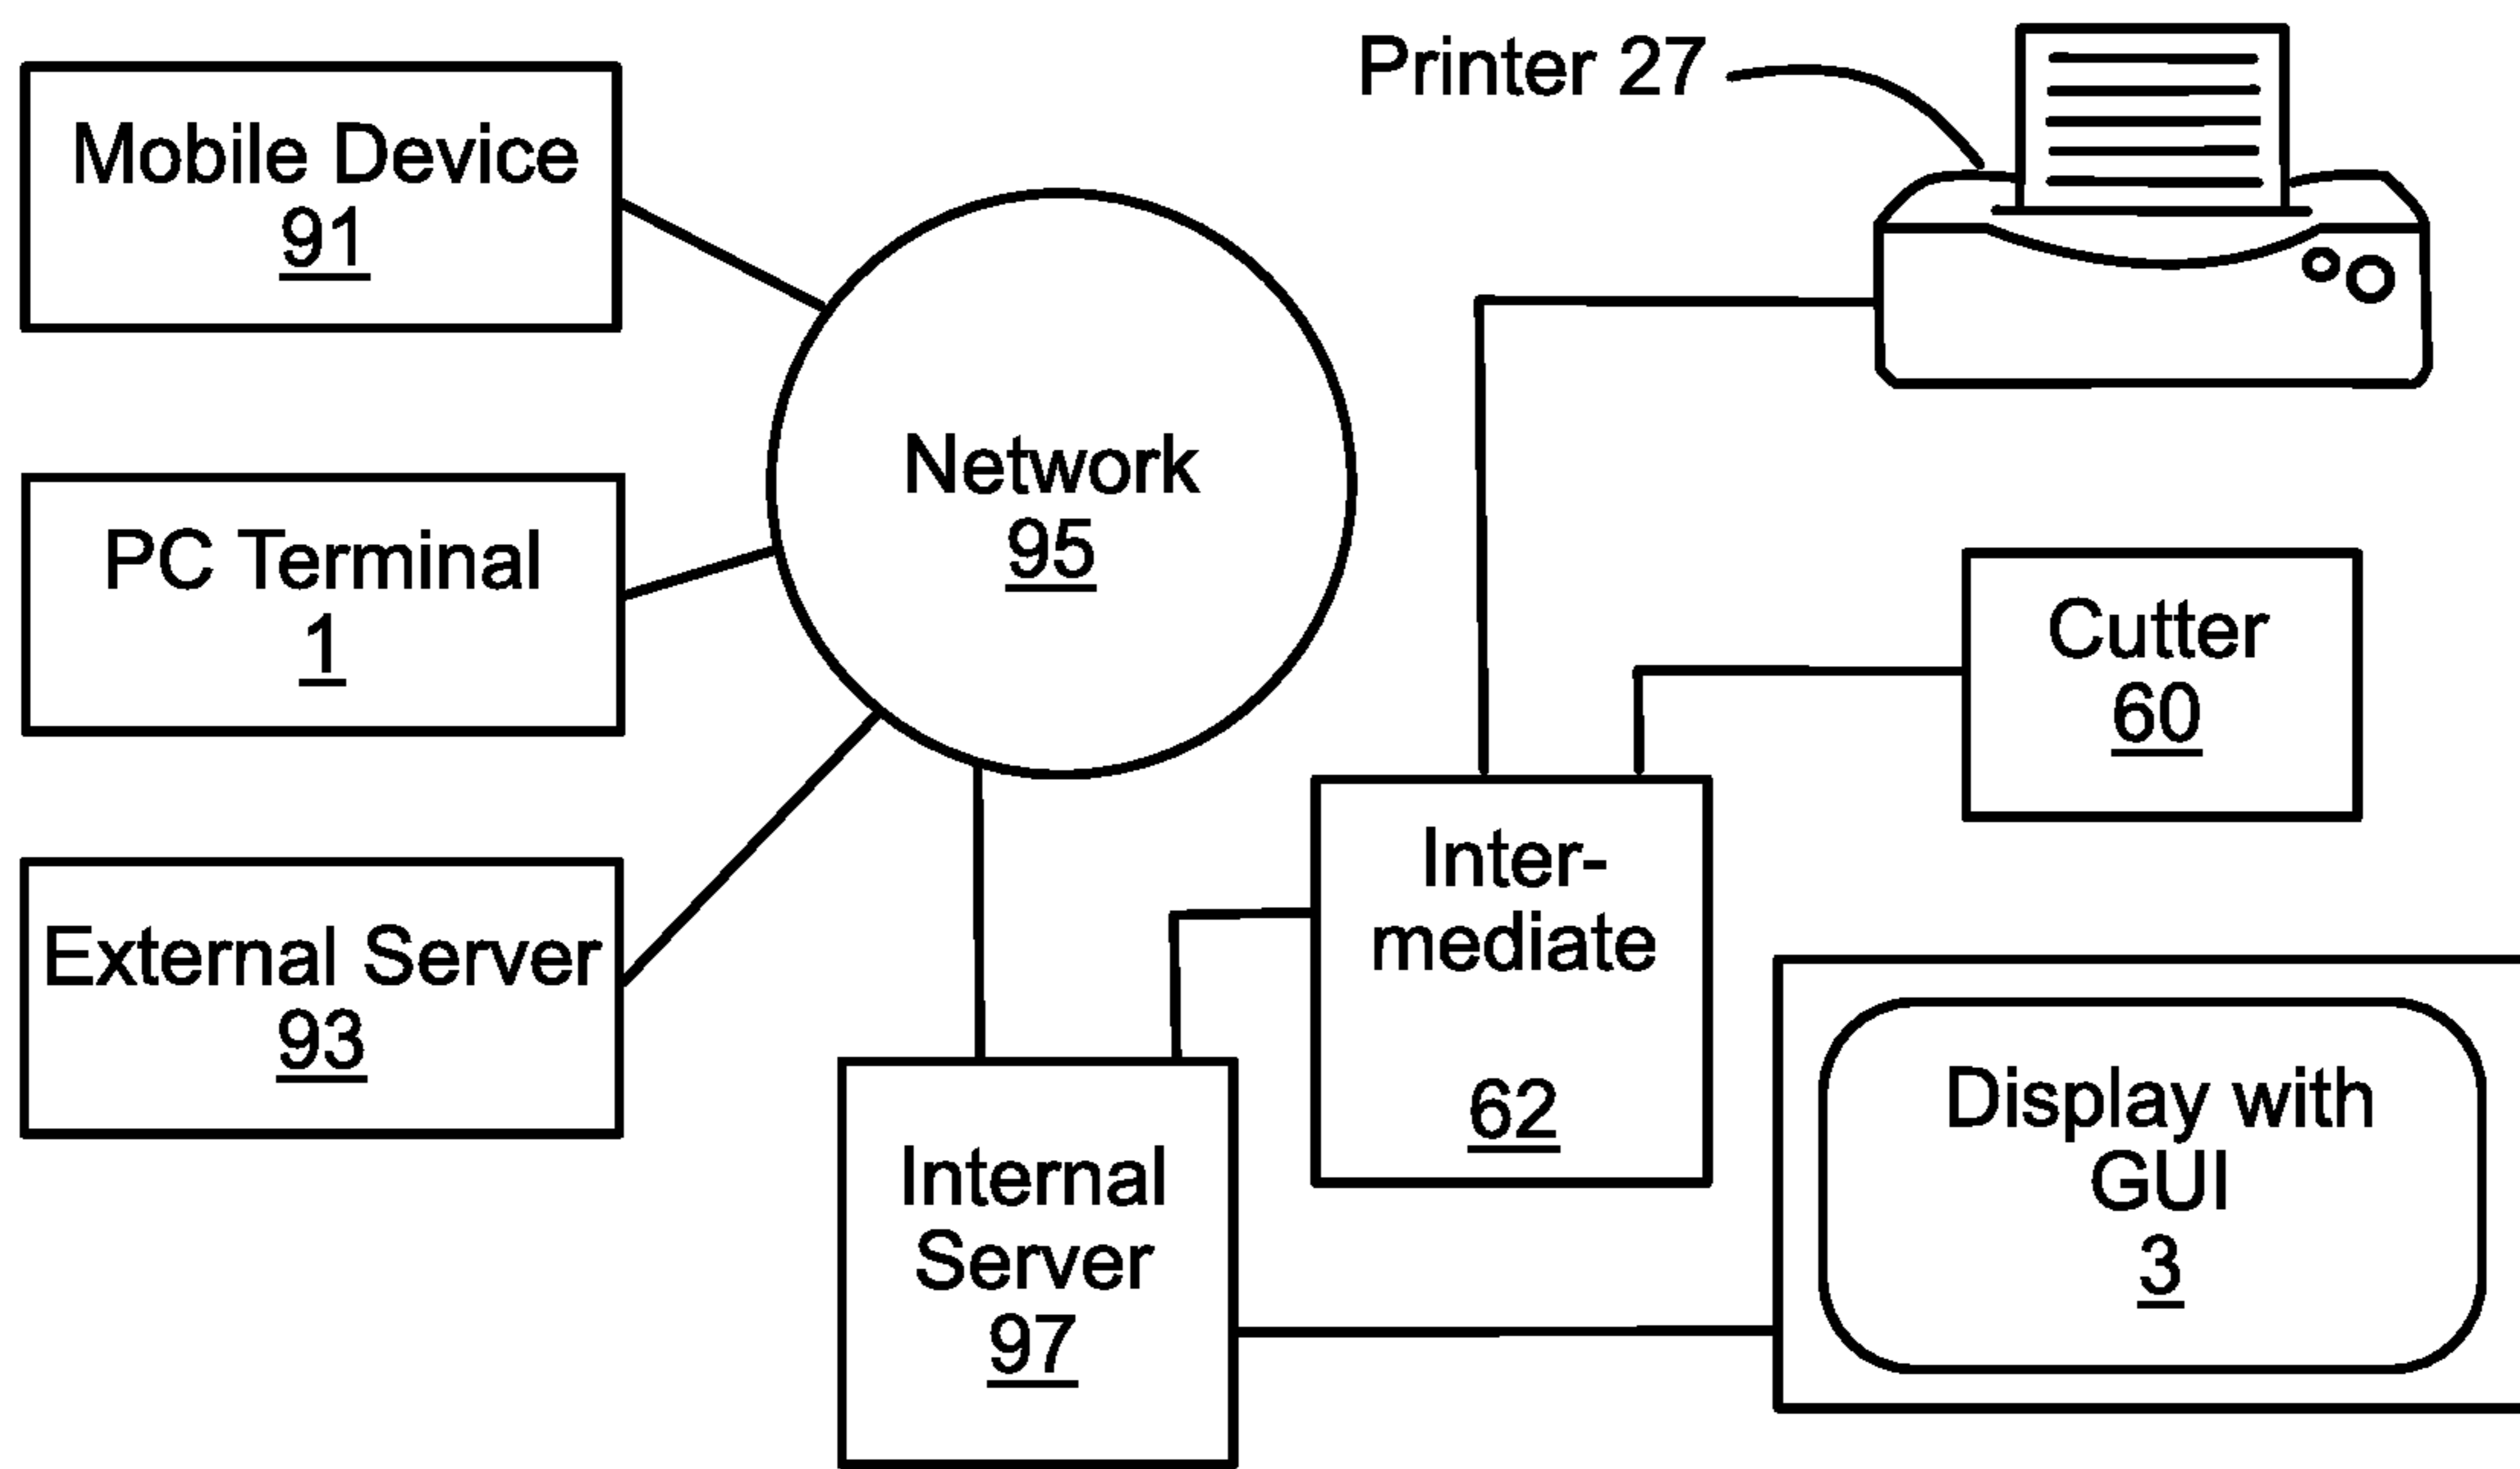 Printer 27
Mobile Device
91
Network
95
PC Terminal
1
Cutter
60
Inter-
mediate
62
External Server
93
Display with
GUI
3
Internal
Server
97